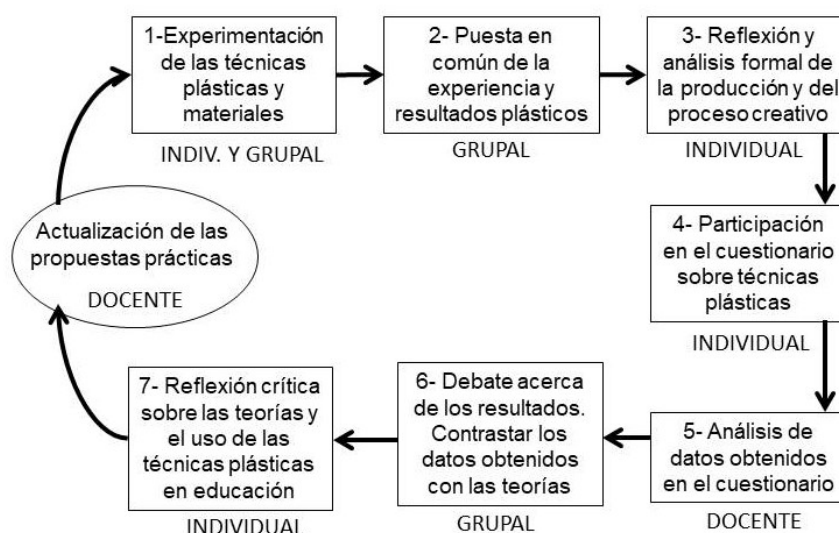 1-Experimentación
de las técnicas
plásticas y
materiales
INDIV. Y GRUPAL
2- Puesta en
común de la
experiencia y
resultados plásticos
GRUPAL
3- Reflexión y
análisis formal de
la producción y del
proceso creativo
INDIVIDUAL
4- Participación
en el cuestionario
sobre técnicas
plásticas
INDIVIDUAL
5- Análisis de
datos obtenidos
en el cuestionario
DOCENTE
6- Debate acerca
de los resultados.
Contrastar los
datos obtenidos
con las teorías
GRUPAL
7- Reflexión crítica
sobre las teorías y
el uso de las
técnicas plásticas
en educación
INDIVIDUAL
Actualización de las
propuestas prácticas
DOCENTE